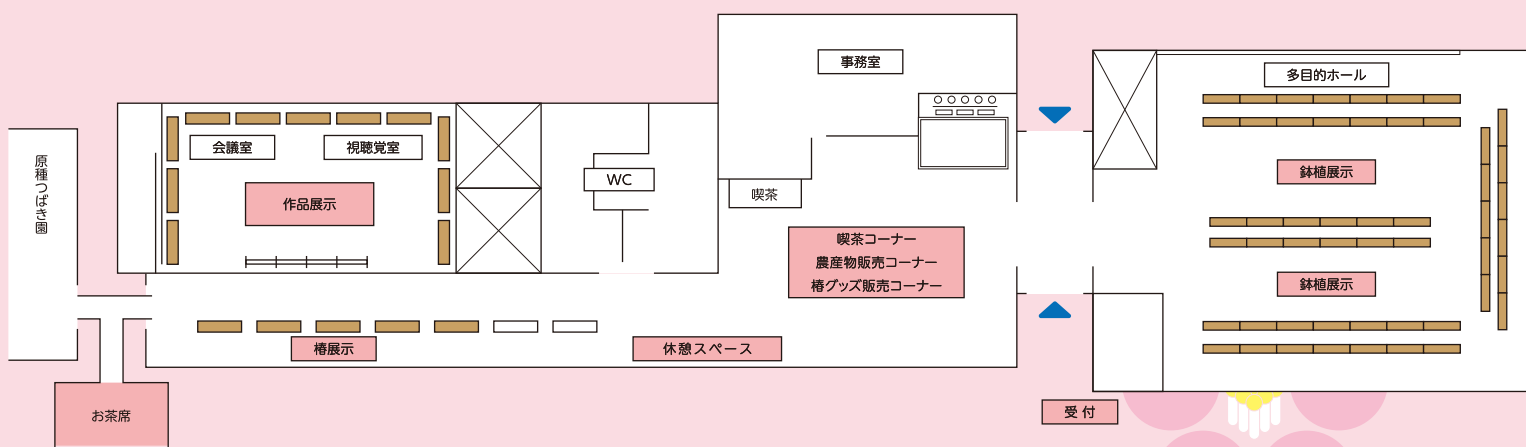 原種つばき園
会議室
視聴覚室
作品展示
WC
事務室
喫茶
喫茶コーナー
農産物販売コーナー
椿グッズ販売コーナー
多目的ホール
鉢植展示
鉢植展示
椿展示
休憩スペース
お茶席
受付